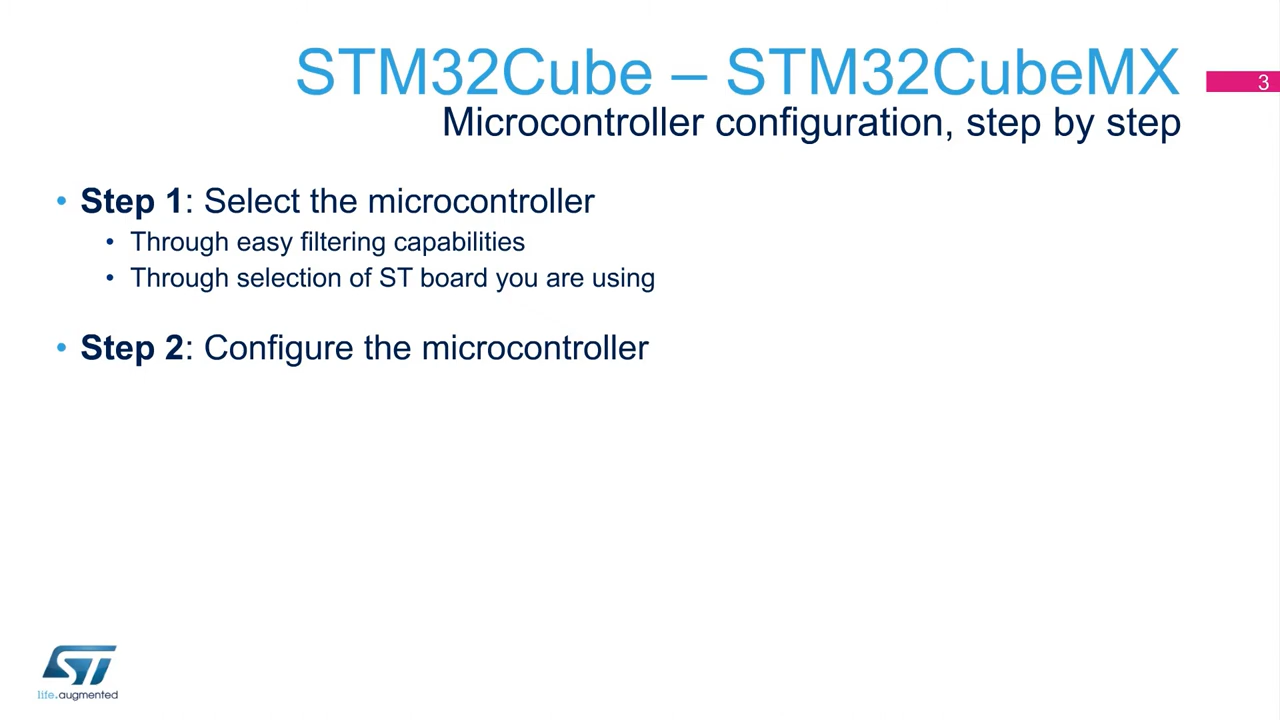 STM32Cube – STM32CubeMX
3
Microcontroller configuration, step by step
• Step 1: Select the microcontroller
• Through easy filtering capabilities
• Through selection of ST board you are using
• Step 2: Configure the microcontroller
ST
life.augmented